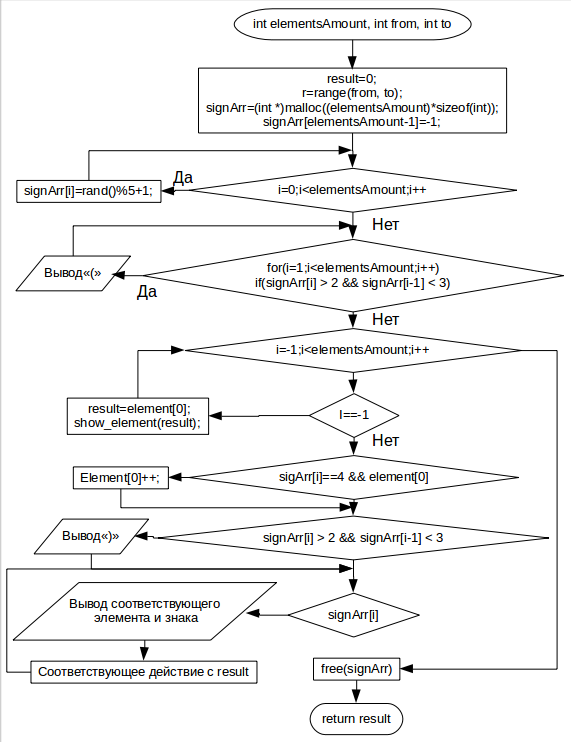 int elementsAmount, int from, int to
result=0;
r=range(from, to);
signArr=(int *)malloc((elementsAmount)*sizeof(int));
signArr[elementsAmount-1]=-1;
Да
signArr[i]=rand()%5+1;
i=0;i<elementsAmount;i++
Нет
Вывод«(»
for(i=1;i<elementsAmount;i++)
if(signArr[i] > 2 && signArr[i-1] < 3)
Да
Нет
i=-1;i<elementsAmount;i++
result=element[0];
show_element(result);
I==-1
Нет
Element[0]++;
sigArr[i]==4 && element[0]
Вывод«)»
signArr[i] > 2 && signArr[i-1] < 3
Вывод соответствующего
элемента и знака
signArr[i]
Соответствующее действие с result
free(signArr)
return result